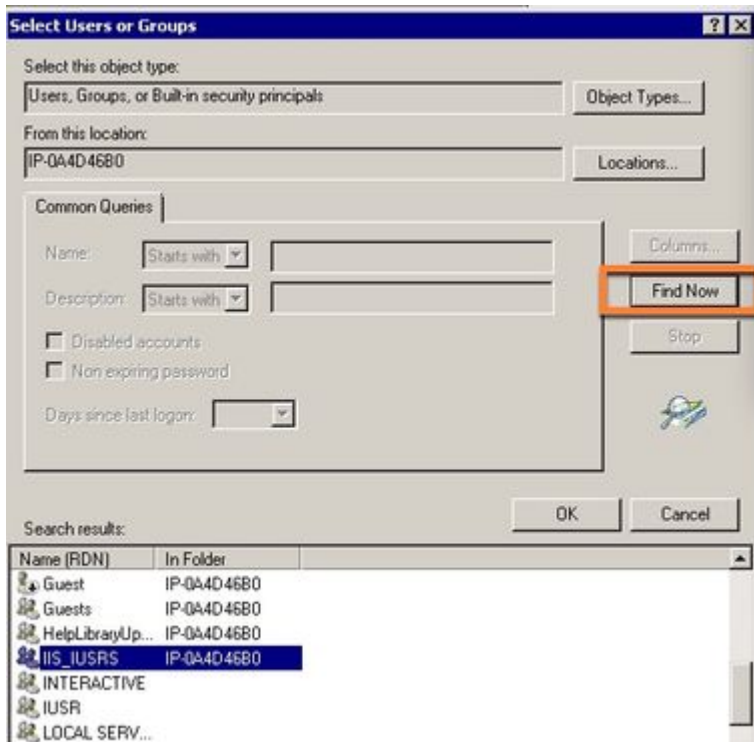 Select Users or Groups
Select this object type:
Users, Groups, or Built-in security principals
Object Types...
From this location:
IP-0A4D46B0
Locations...
Common Queries
Name:
Starts with
Columns...
Description:
Starts with
Find Now
Disabled accounts
Stop
Non expiring password
Days since last logon:
OK
Cancel
Search results:
Name (RDN) In Folder
Guest IP-0A4D46B0
Guests IP-0A4D46B0
HelpLibraryUp... IP-0A4D46B0
IIS_IUSRS IP-0A4D46B0
INTERACTIVE
IUSR
LOCAL SERV...